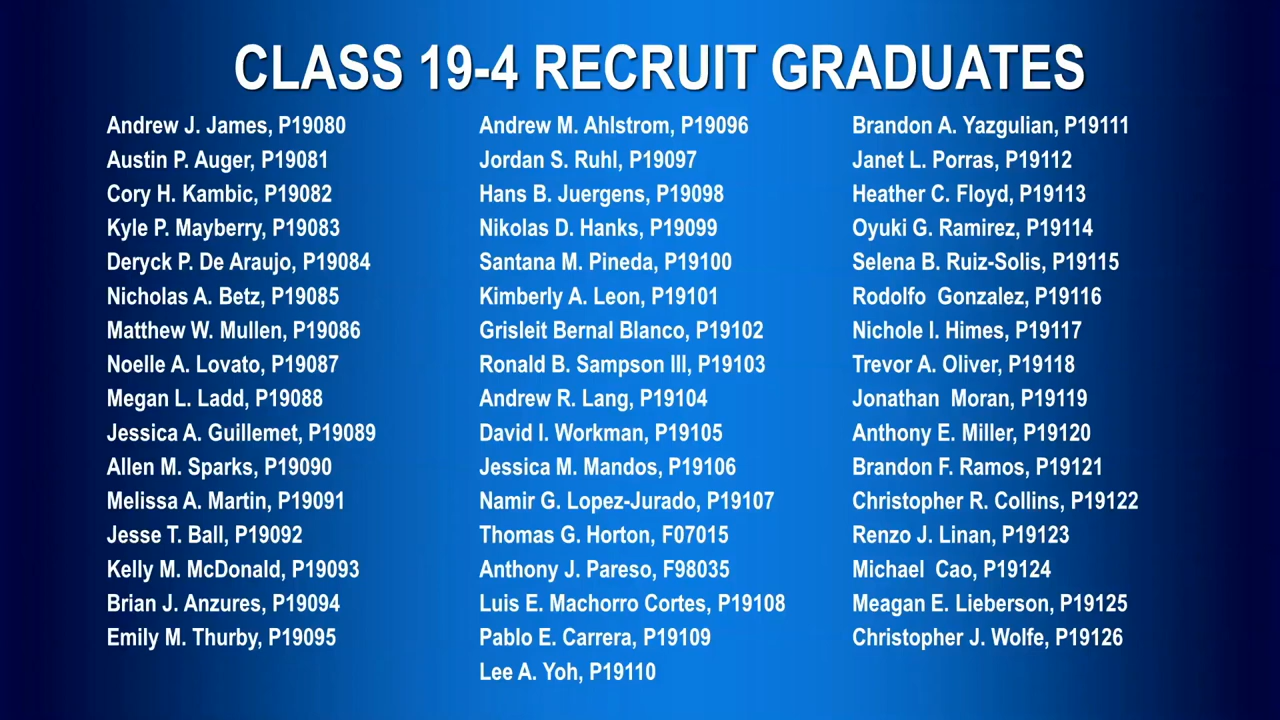 CLASS 19-4 RECRUIT GRADUATES
Andrew J. James, P19080
Austin P. Auger, P19081
Cory H. Kambic, P19082
Kyle P. Mayberry, P19083
Deryck P. De Araujo, P19084
Nicholas A. Betz, P19085
Matthew W. Mullen, P19086
Noelle A. Lovato, P19087
Megan L. Ladd, P19088
Jessica A. Guillemet, P19089
Allen M. Sparks, P19090
Melissa A. Martin, P19091
Jesse T. Ball, P19092
Kelly M. McDonald, P19093
Brian J. Anzures, P19094
Emily M. Thurby, P19095
Andrew M. Ahlstrom, P19096
Jordan S. Ruhl, P19097
Hans B. Juergens, P19098
Nikolas D. Hanks, P19099
Santana M. Pineda, P19100
Kimberly A. Leon, P19101
Grisleit Bernal Blanco, P19102
Ronald B. Sampson III, P19103
Andrew R. Lang, P19104
David I. Workman, P19105
Jessica M. Mandos, P19106
Namir G. Lopez-Jurado, P19107
Thomas G. Horton, F07015
Anthony J. Pareso, F98035
Luis E. Machorro Cortes, P19108
Pablo E. Carrera, P19109
Lee A. Yoh, P19110
Brandon A. Yazgulian, P19111
Janet L. Porras, P19112
Heather C. Floyd, P19113
Oyuki G. Ramirez, P19114
Selena B. Ruiz-Solis, P19115
Rodolfo  Gonzalez, P19116
Nichole I. Himes, P19117
Trevor A. Oliver, P19118
Jonathan  Moran, P19119
Anthony E. Miller, P19120
Brandon F. Ramos, P19121
Christopher R. Collins, P19122
Renzo J. Linan, P19123
Michael  Cao, P19124
Meagan E. Lieberson, P19125
Christopher J. Wolfe, P19126